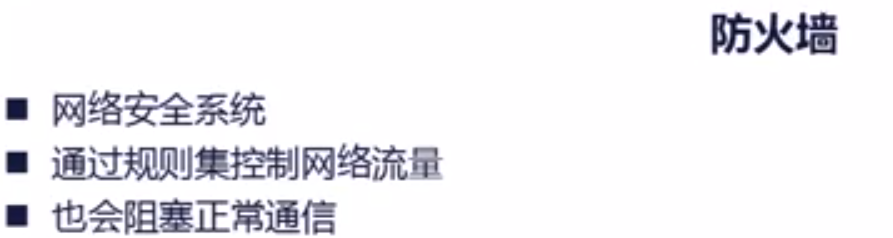 防火墙
网络安全系统
通过规则集控制网络流量
也会阻塞正常通信